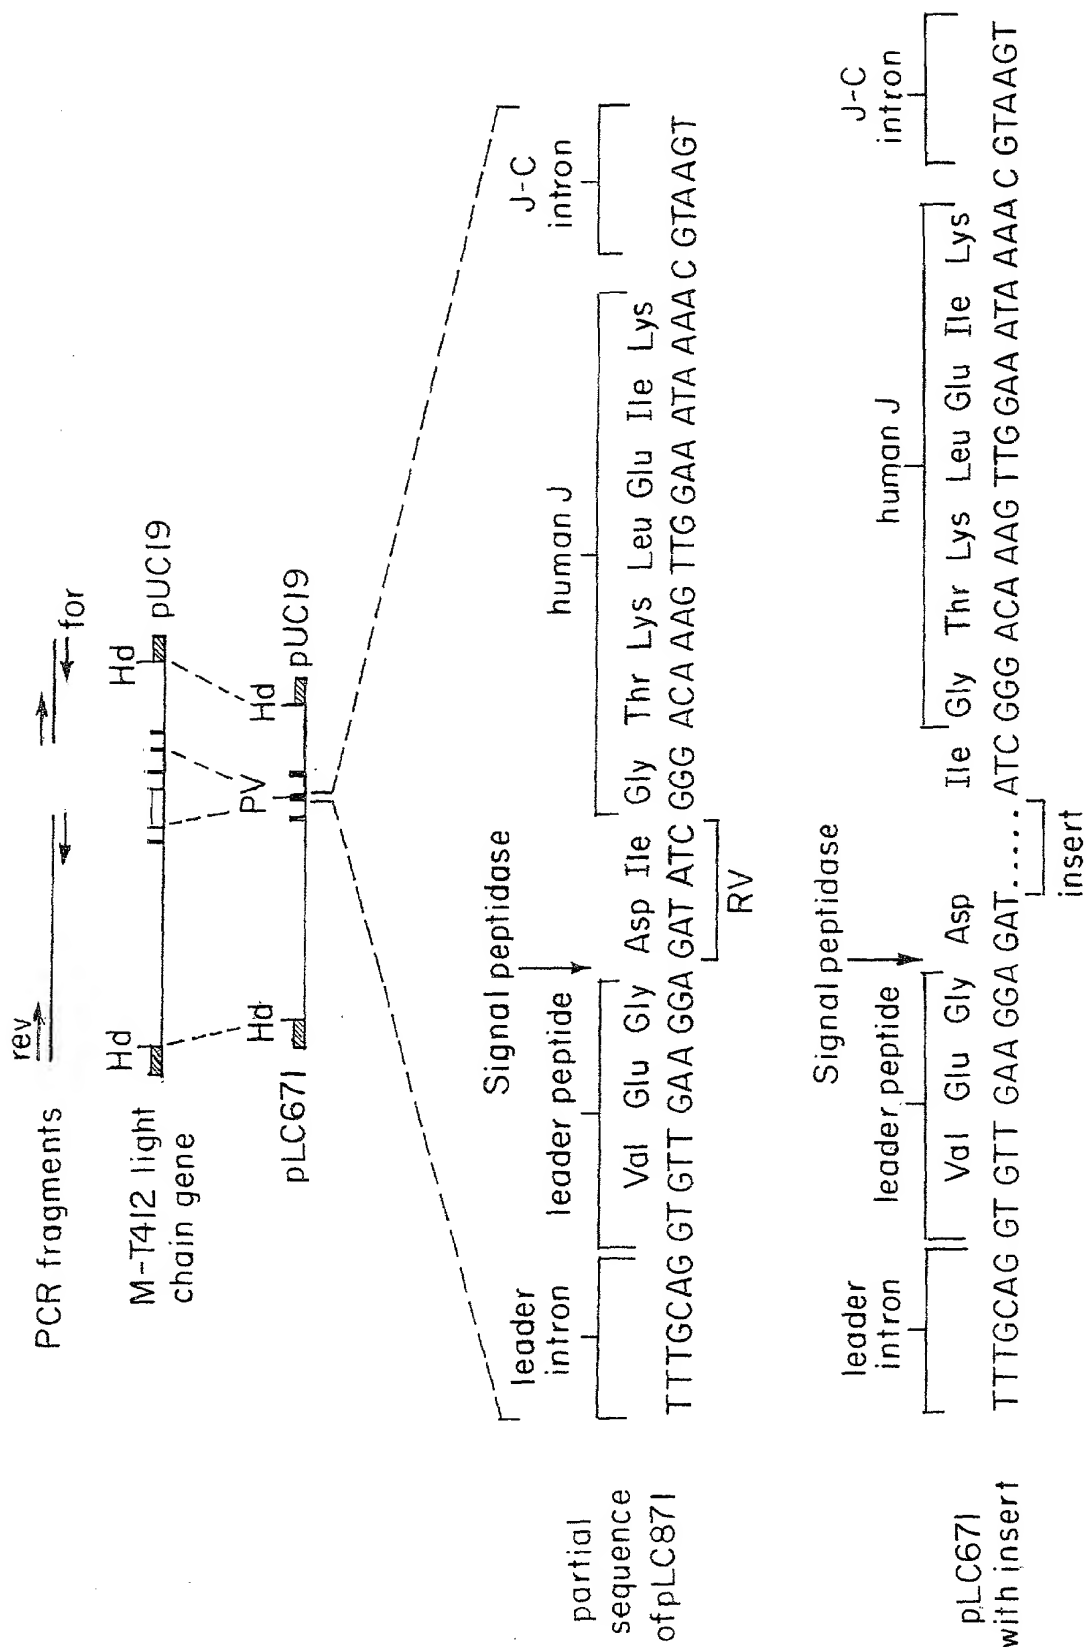 PCR fragments
rev
for
M-T412 light
chain gene
Hd
Hd
pUC19
pLC671
Hd
PV
Hd
pUC19
partial
sequence
of pLC871
leader
intron
leader peptide
Signal peptidase
human J
J-C
intron
Val Glu Gly Asp Ile Gly Thr Lys Leu Glu Ile Lys
TTTGCAG GT GTT GAA GGA GAT ATC GGG ACA AAG TTG GAA ATA AAA C GTAAGT
RV
pLC671
with insert
leader
intron
leader peptide
Signal peptidase
human J
J-C
intron
Val Glu Gly Asp Ile Gly Thr Lys Leu Glu Ile Lys
TTTGCAG GT GTT GAA GGA GAT...... ATC GGG ACA AAG TTG GAA ATA AAA C GTAAGT
insert